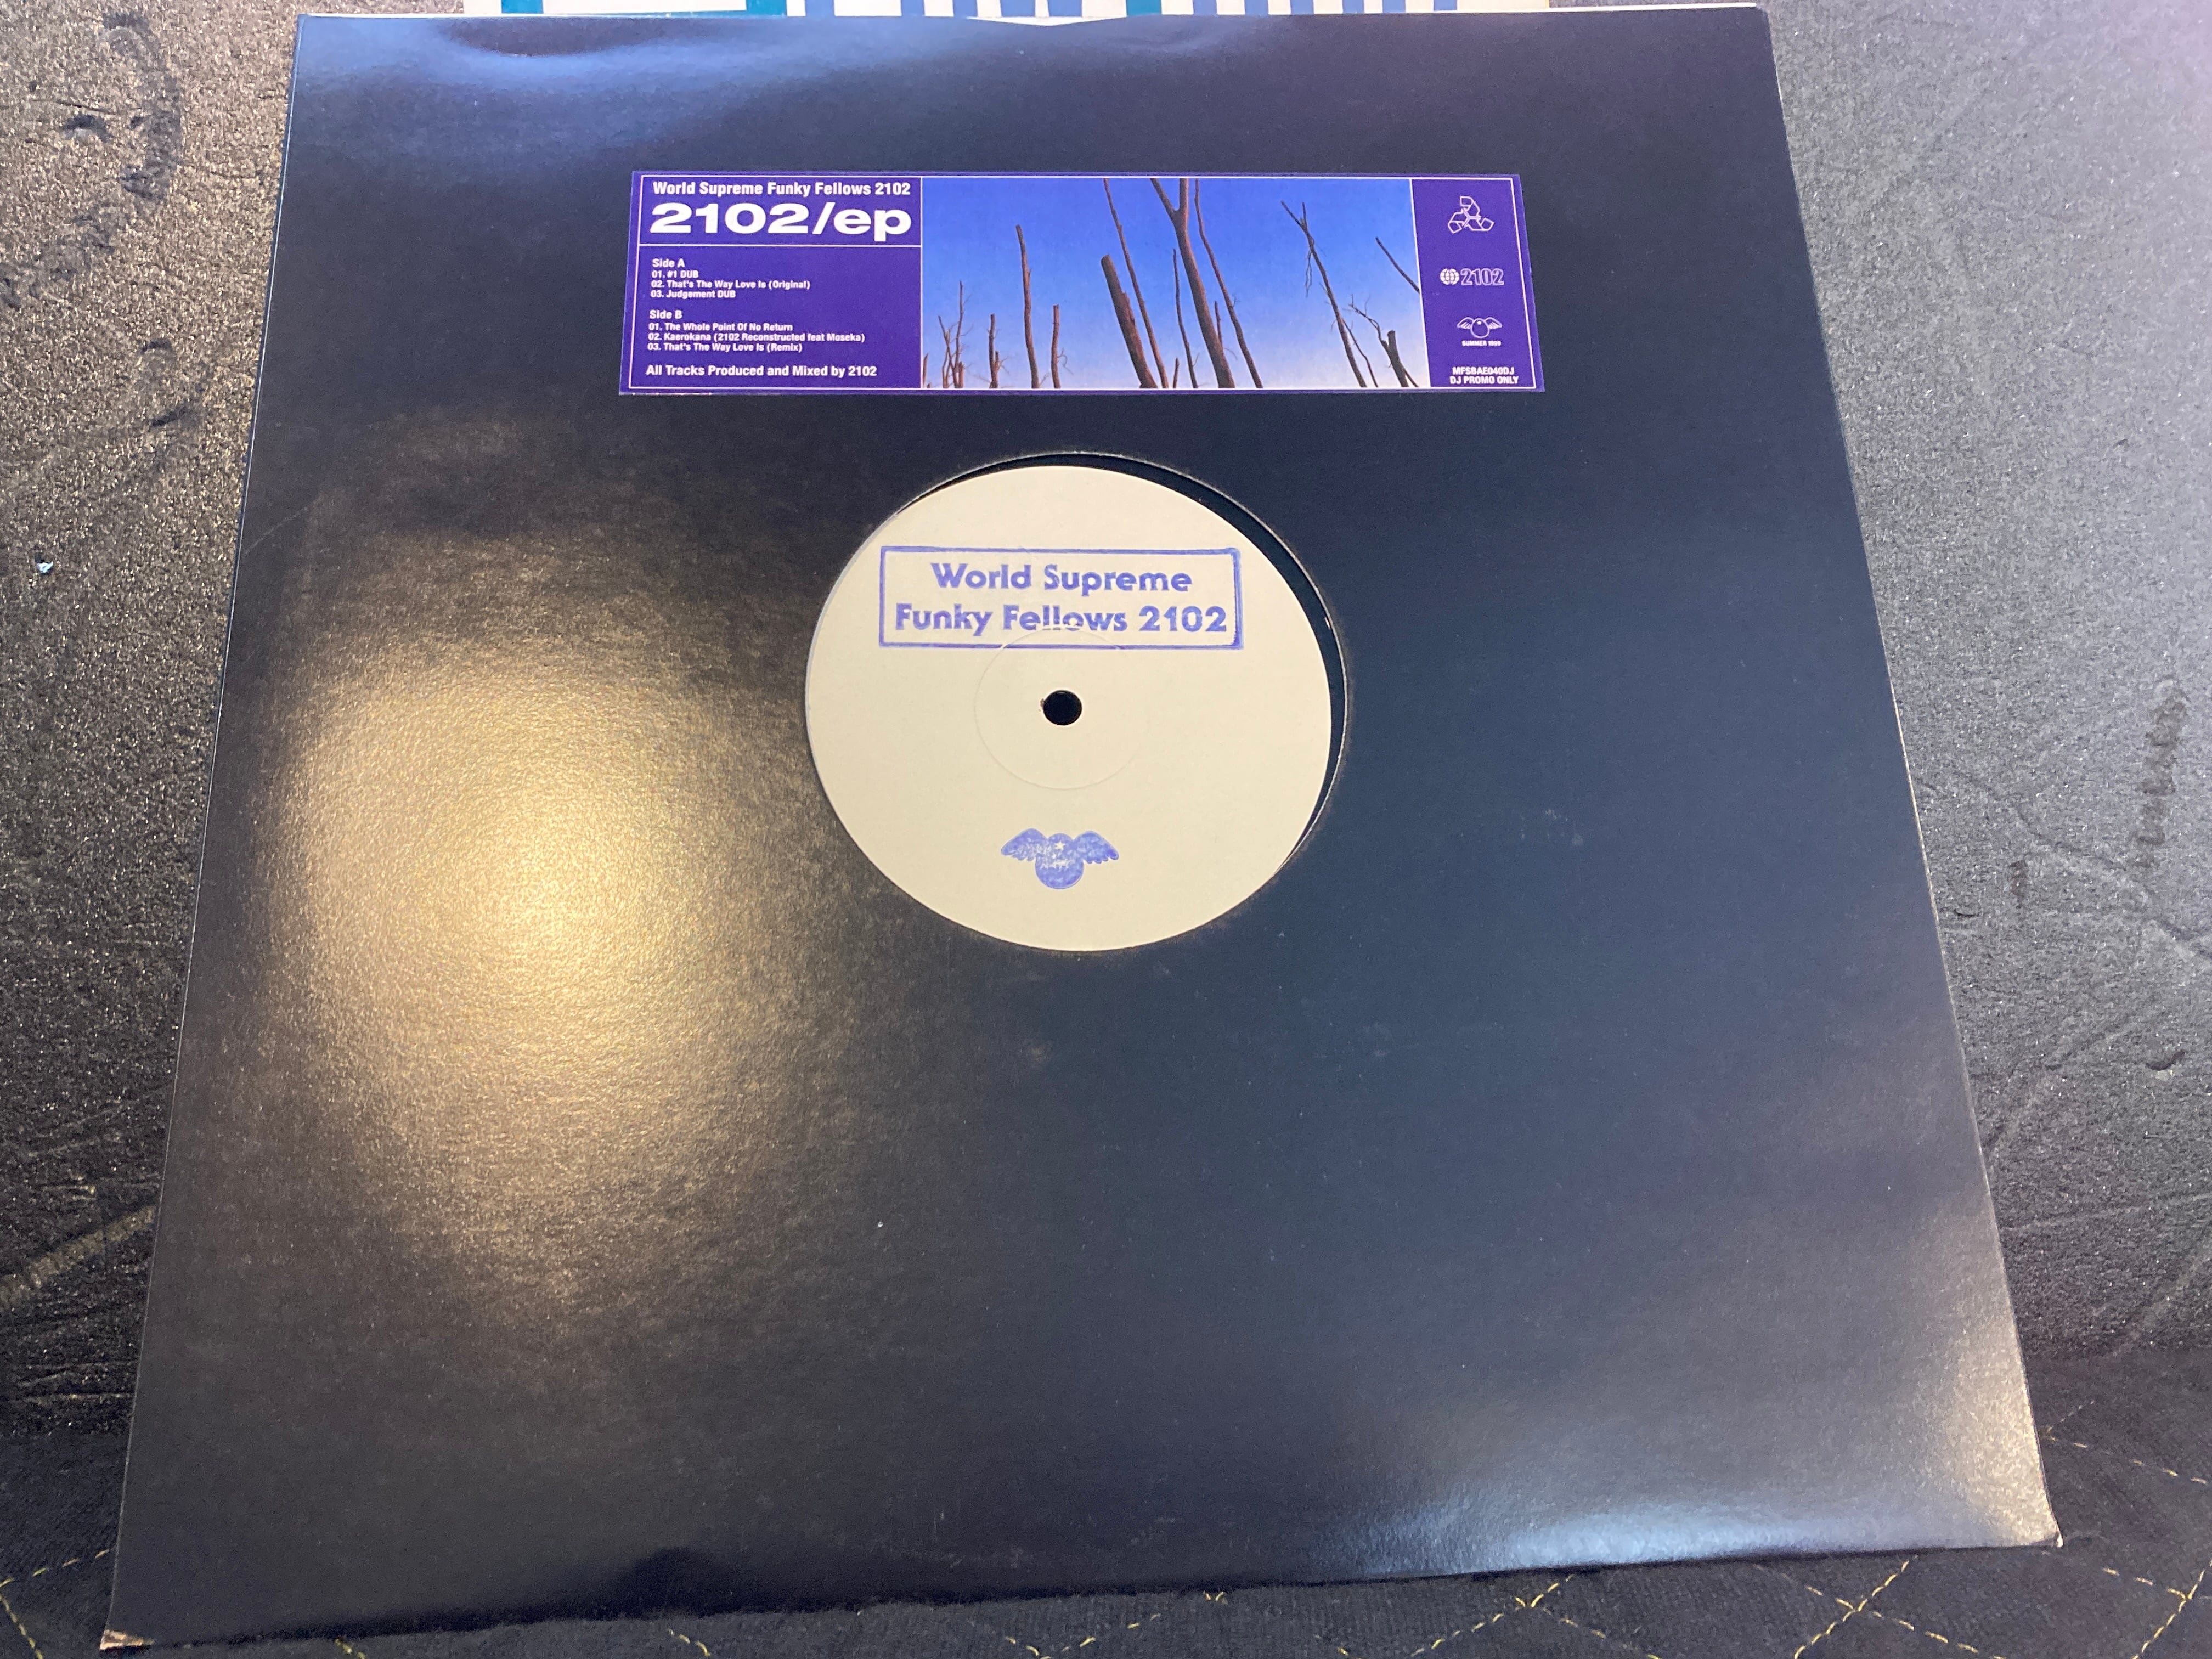 World Supreme Funky Fellows 2102
2102/ep
Side A
01. #1 DUB
02. That's The Way Love Is (Original)
03. Judgement DUB
Side B
01. The Whole Point Of No Return
02. Kaerokana (2102 Reconstructed feat Moseka)
03. That's The Way Love Is (Remix)
All Tracks Produced and Mixed by 2102
2102
SUMMER 1999
MFSBAE040DJ
DJ PROMO ONLY
World Supreme
Funky Fellows 2102